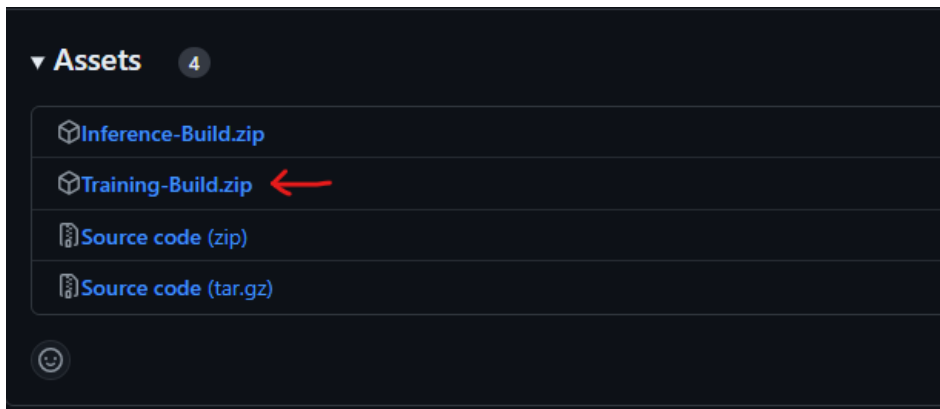 Assets 4
Inference-Build.zip
Training-Build.zip
Source code (zip)
Source code (tar.gz)